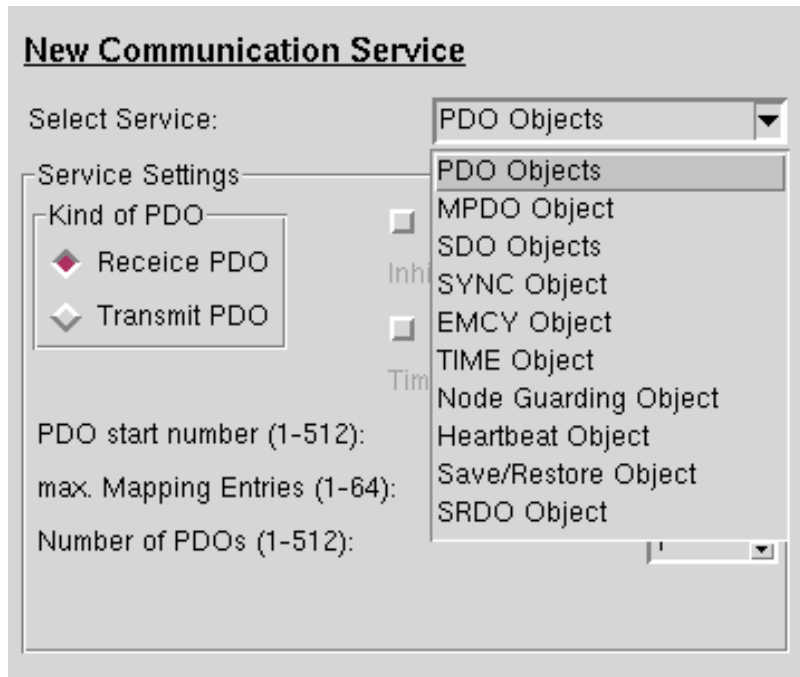 New Communication Service
Select Service:
PDO Objects
PDO Objects
MPDO Object
SDO Objects
SYNC Object
EMCY Object
TIME Object
Node Guarding Object
Heartbeat Object
Save/Restore Object
SRDO Object
Service Settings
Kind of PDO
Receice PDO
Transmit PDO
PDO start number (1-512):
max. Mapping Entries (1-64):
Number of PDOs (1-512):